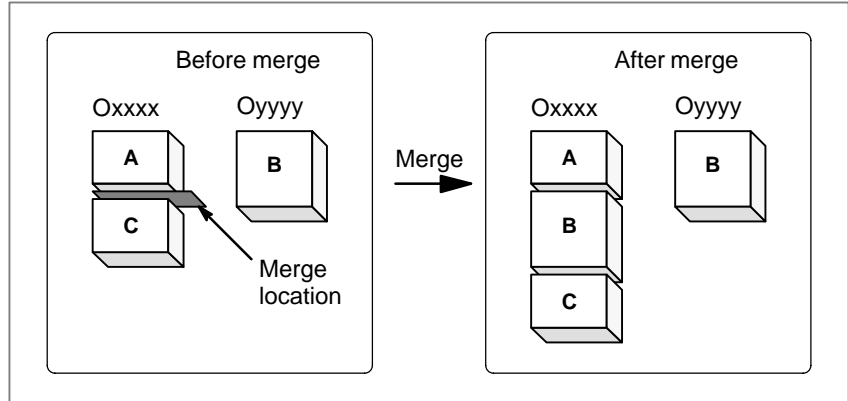 Before merge
Oxxxx Oyyyy
A
B
C
Merge
location
Merge
After merge
Oxxxx Oyyyy
A
B
B
C